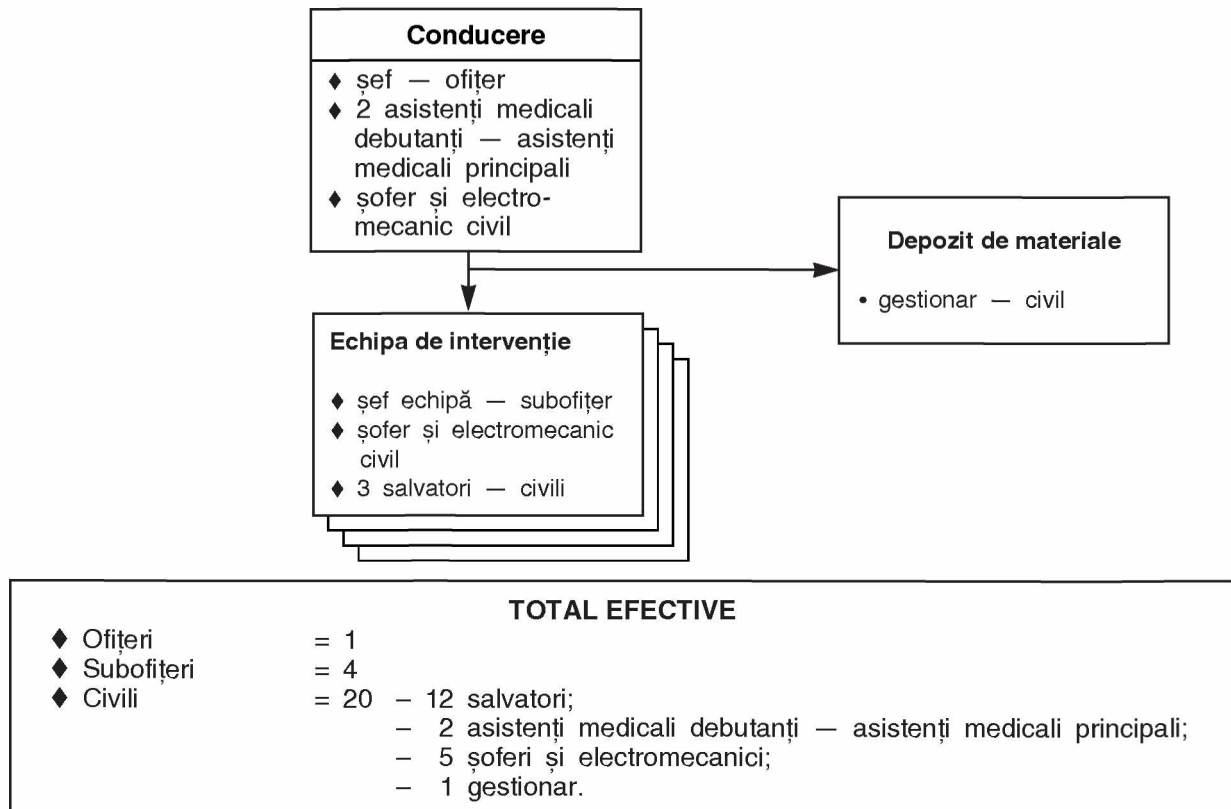 Conducere
♦ șef — ofițer
♦ 2 asistenți medicali
debutanți — asistenți
medicali principali
♦ șofer și electro-
mecanic civil
Depozit de materiale
• gestionar — civil
Echipa de intervenție
♦ șef echipă — subofițer
♦ șofer și electromecanic
civil
♦ 3 salvatori — civili
TOTAL EFECTIVE
♦ Ofițeri = 1
♦ Subofițeri = 4
♦ Civili = 20 – 12 salvatori;
– 2 asistenți medicali debutanți — asistenți medicali principali;
– 5 șoferi și electromecanici;
– 1 gestionar.